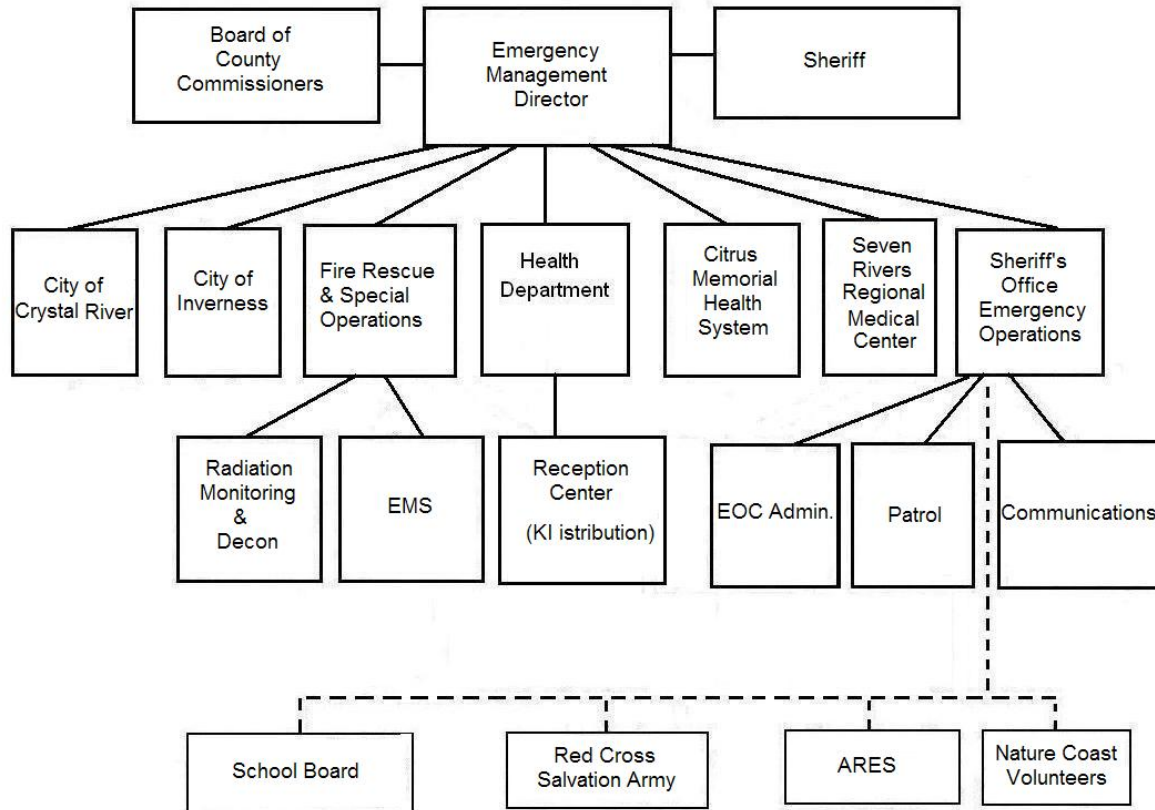 Board of
County
Commissioners
Emergency
Management
Director
Sheriff
City of
Crystal River
City of
Inverness
Fire Rescue
& Special
Operations
Health
Department
Citrus
Memorial
Health
System
Seven
Rivers
Regional
Medical
Center
Sheriff's
Office
Emergency
Operations
Radiation
Monitoring
&
Decon
EMS
Reception
Center
(KI istribution)
EOC Admin.
Patrol
Communications
School Board
Red Cross
Salvation Army
ARES
Nature Coast
Volunteers